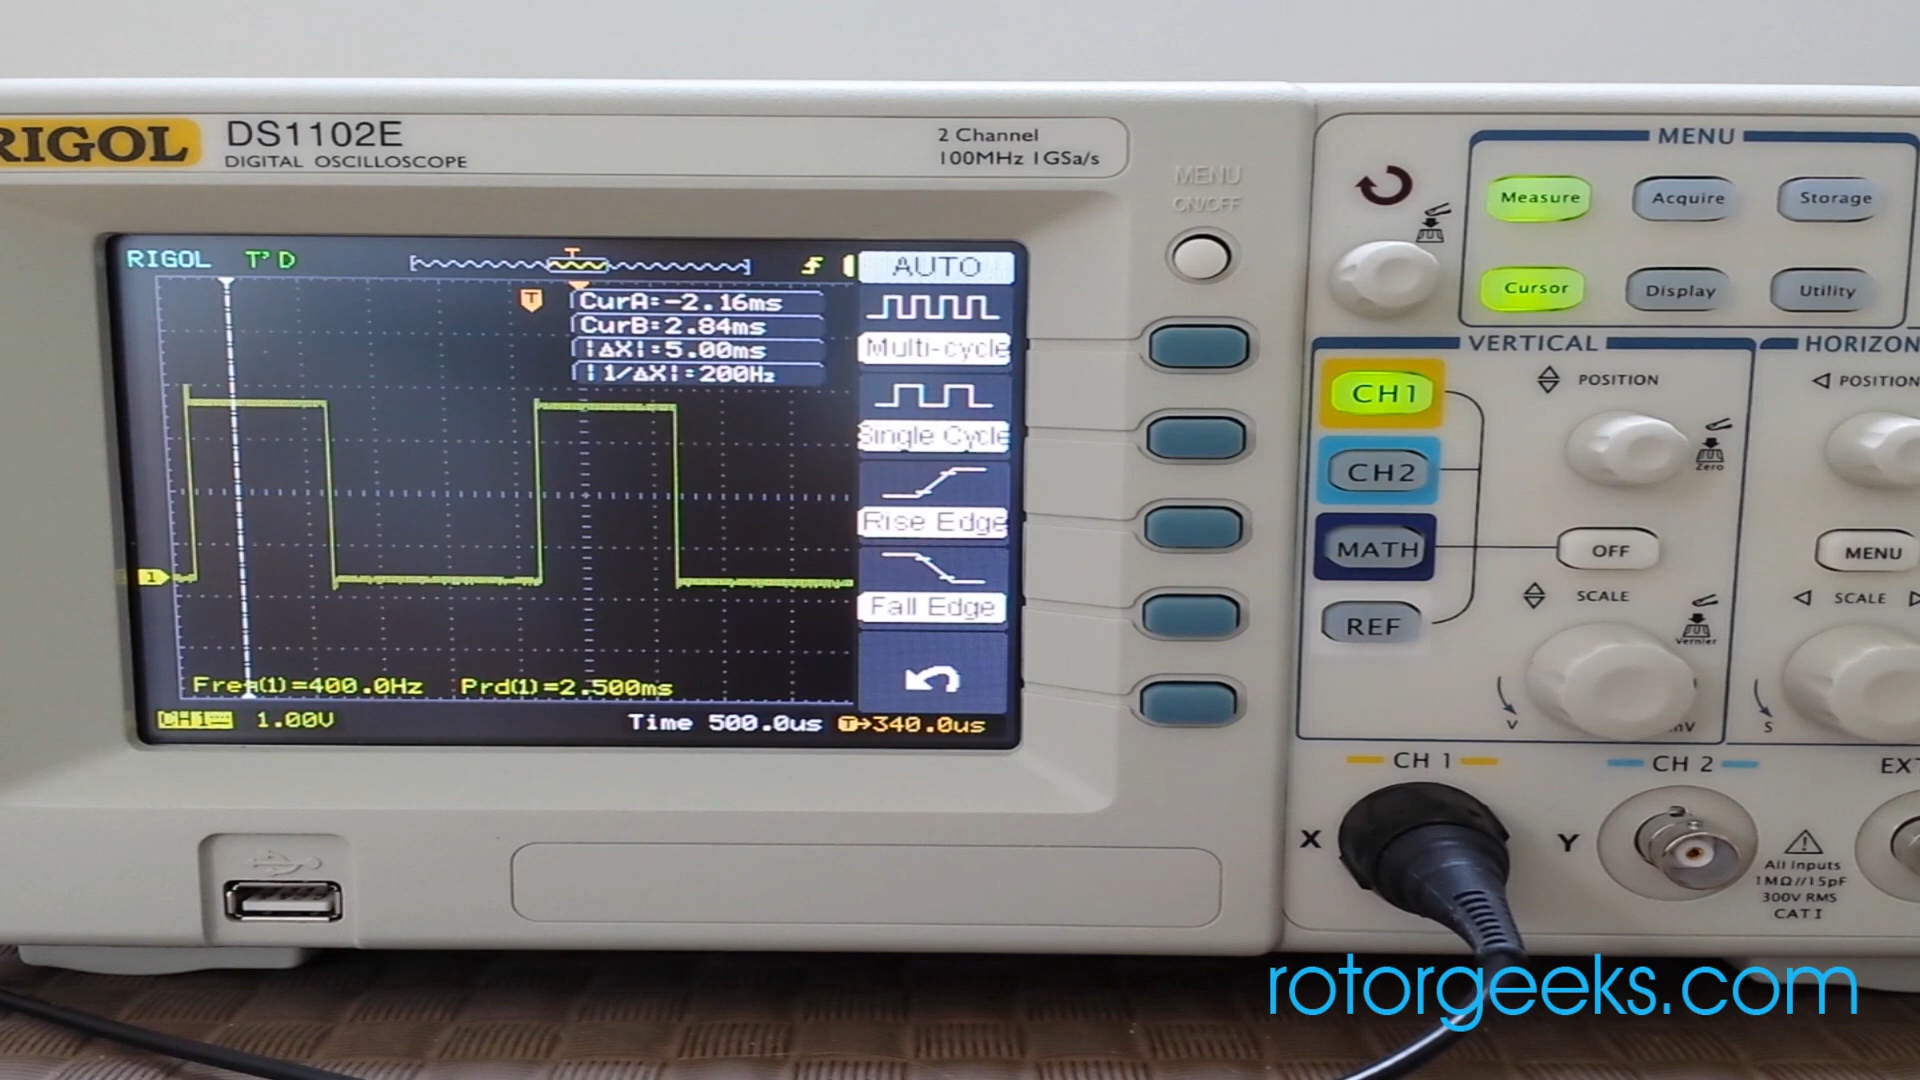 RIGOL
DS1102E
DIGITAL OSCILLOSCOPE
2 Channel
100MHz 1GSa/s
MENU
ON/OFF
MENU
Measure
Acquire
Storage
Cursor
Display
Utility
RIGOL T'D
T
AUTO
T
CurA:-2.16ms
CurB:2.84ms
|ΔX|:5.00ms
|1/ΔX|:200Hz
Multi-cycle
Single Cycle
Rise Edge
Fall Edge
1
Freq(1)=400.0Hz Prd(1)=2.500ms
CH1 1.00V Time 500.0us T→340.0us
VERTICAL
HORIZON
CH1
POSITION
POSITION
Zero
CH2
MATH
OFF
MENU
REF
SCALE
SCALE
Vernier
V
mV
S
CH 1
CH 2
EXT
X
Y
All Inputs
1MΩ//15pF
300V RMS
CAT I
rotorgeeks.com